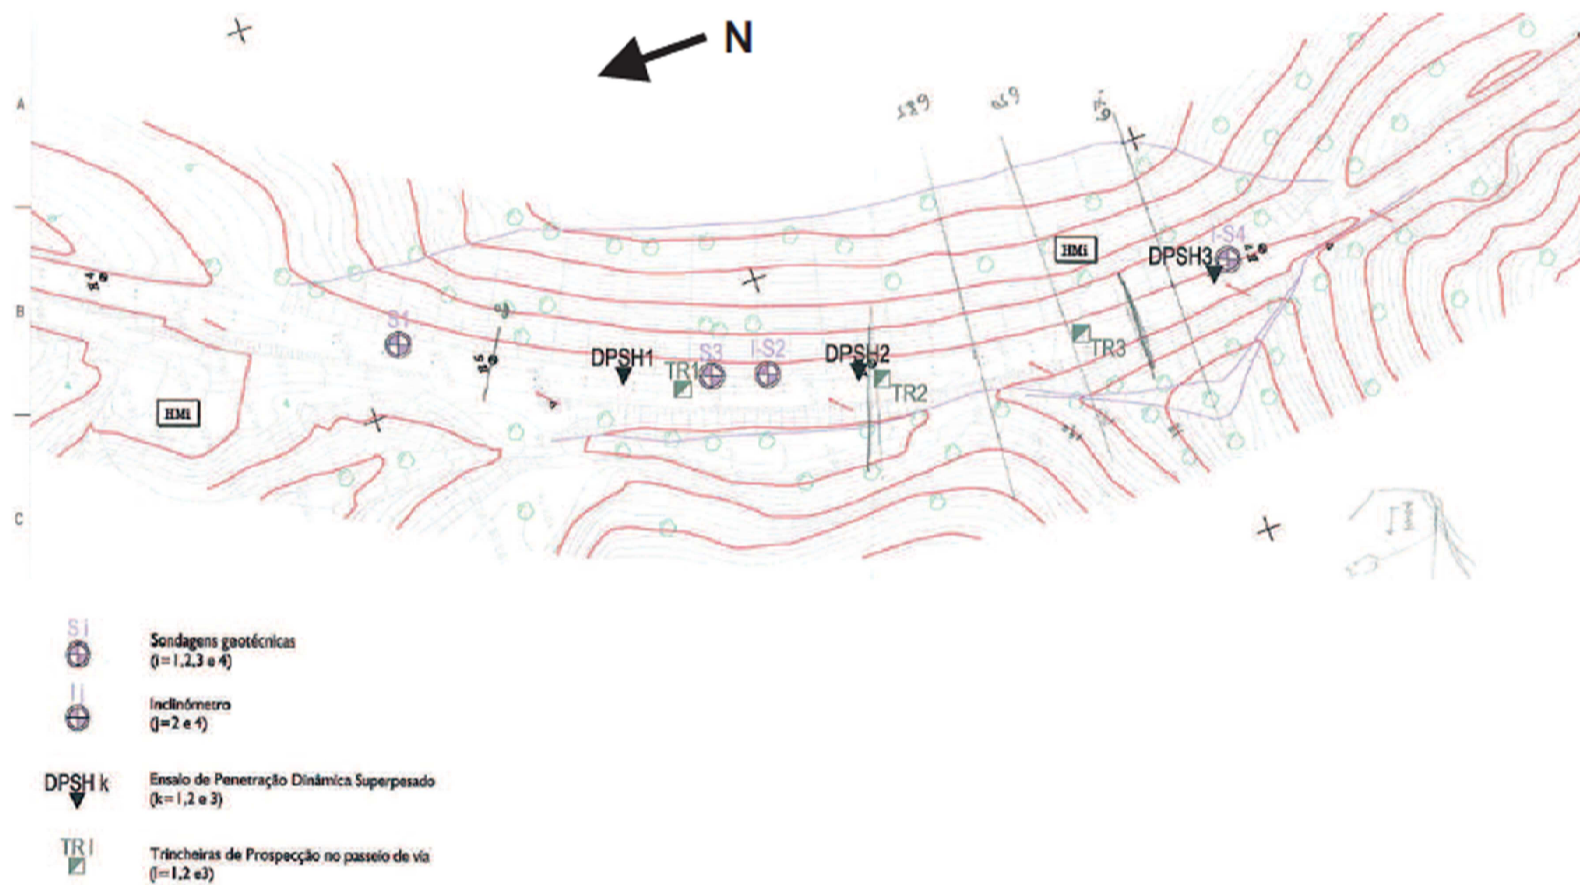 N
A
689
690
I-S4
HMi
DPSH3
B
S1
DPSH1
S3
I-S2
DPSH2
TR1
TR3
TR2
HMi
C
S i
Sondagens geotécnicas
(i=1,2,3 e 4)
I j
Inclinómetro
(j=2 e 4)
DPSH k
Ensaio de Penetração Dinâmica Superpesado
(k=1,2 e 3)
TR l
Trincheiras de Prospecção no passeio de via
(l=1,2 e3)